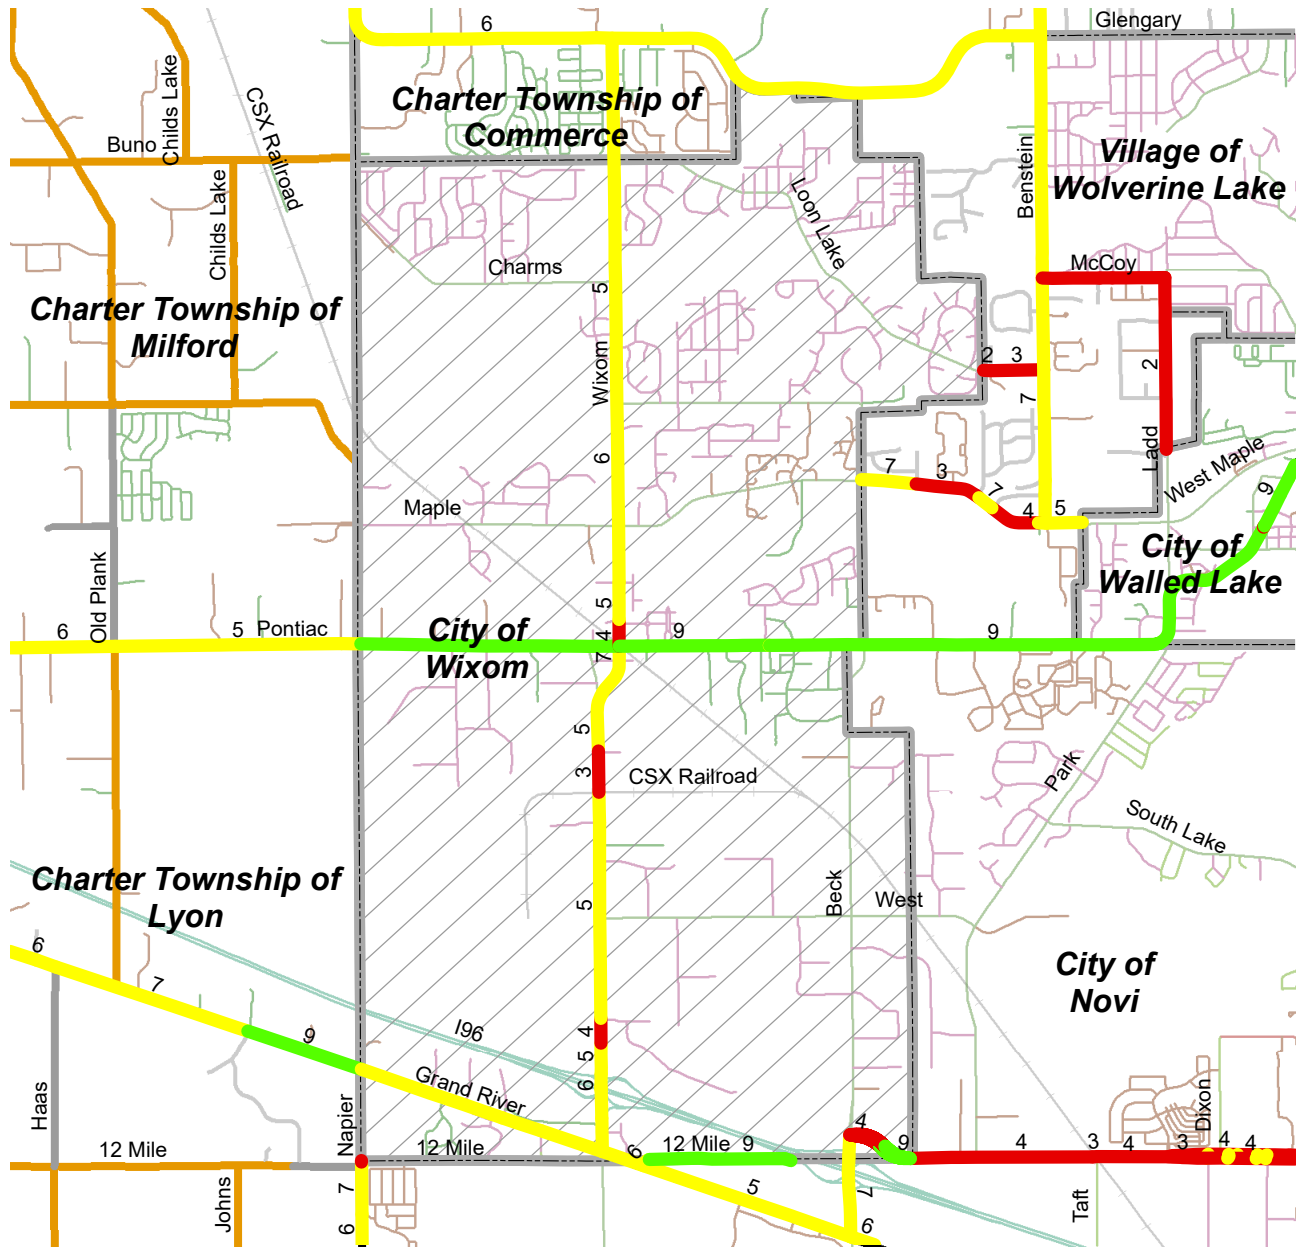 6
Glengary
Childs Lake
CSX Railroad
Charter Township of
Commerce
Buno
Benstein
Village of
Wolverine Lake
Childs Lake
Loon Lake
Charms
McCoy
5
Charter Township of
Milford
Wixom
2
3
2
7
Ladd
West Maple
6
7
3
7
9
Maple
4
5
City of
Walled Lake
Old Plank
5
6
5
Pontiac
City of
Wixom
4
7
9
9
5
3
CSX Railroad
Park
South Lake
Charter Township of
Lyon
5
Beck
West
6
7
City of
Novi
9
I96
4
5
6
Grand River
Haas
Napier
Dixon
12 Mile
12 Mile
6
12 Mile
9
4
9
4
3
4
3
4
4
7
6
Johns
5
7
6
Taft